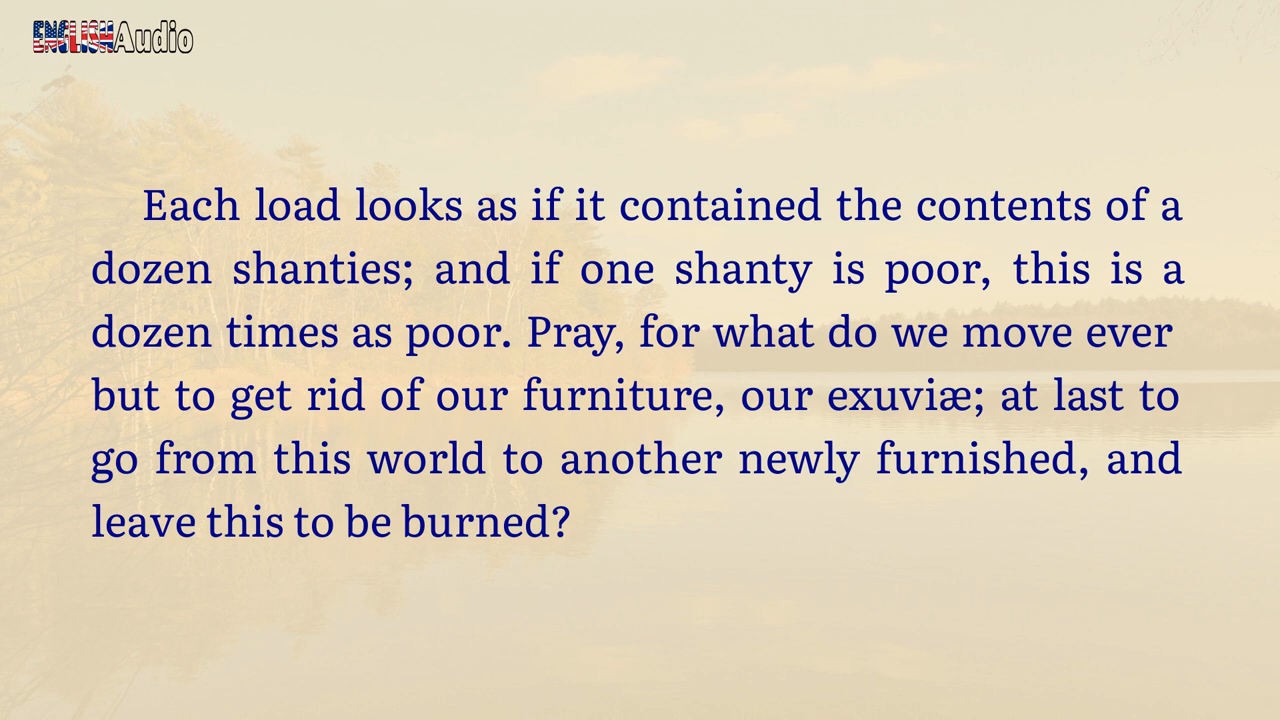 ENGLISHAudio
Each load looks as if it contained the contents of a
dozen shanties; and if one shanty is poor, this is a
dozen times as poor. Pray, for what do we move ever
but to get rid of our furniture, our exuviæ; at last to
go from this world to another newly furnished, and
leave this to be burned?